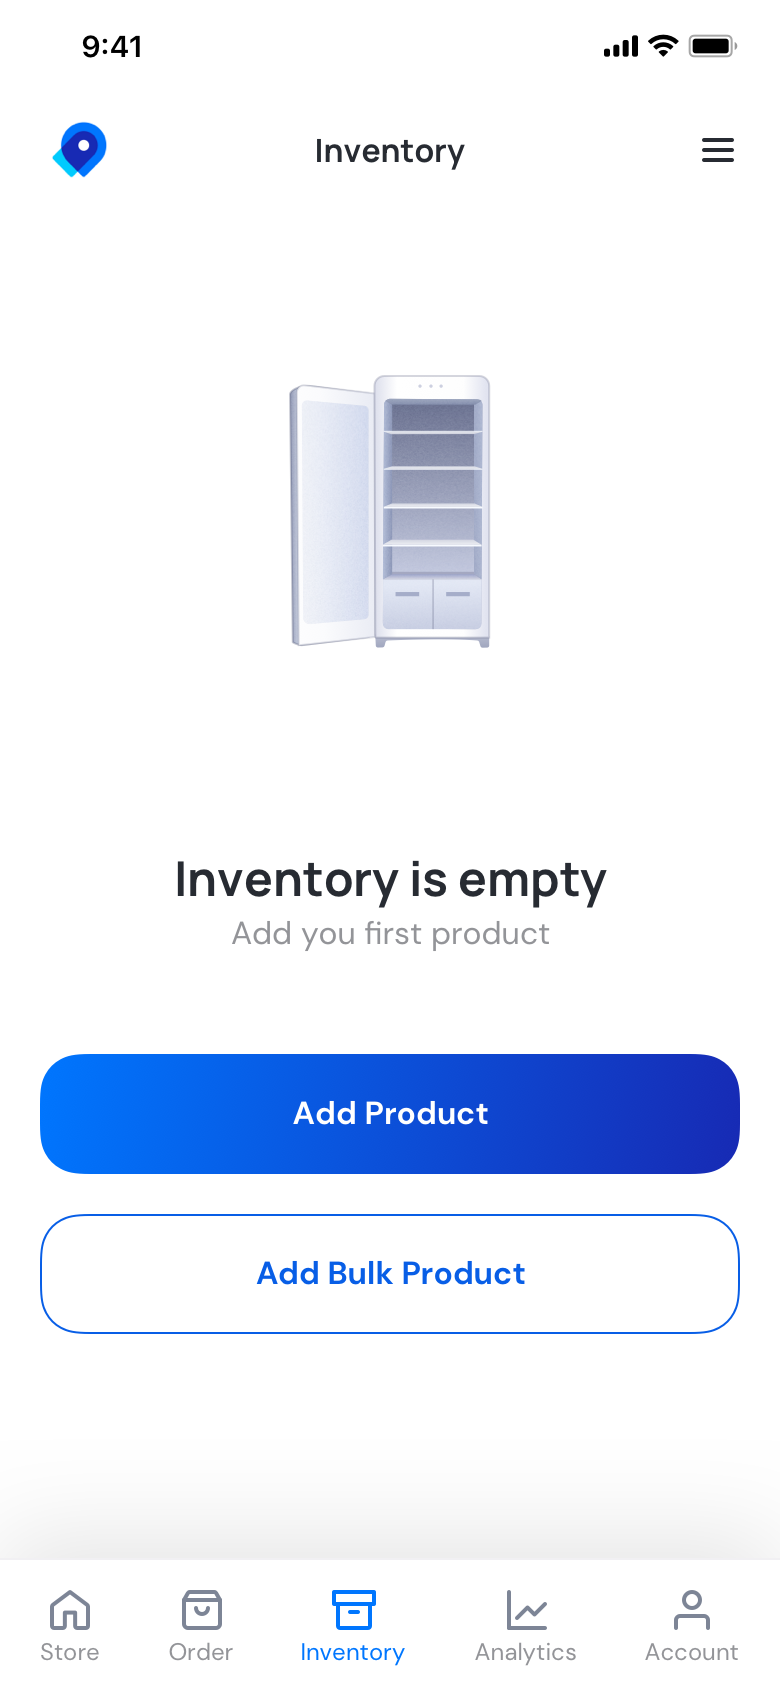 9:41
Inventory
Inventory is empty
Add you first product
Add Product
Add Bulk Product
Store
Order
Inventory
Analytics
Account